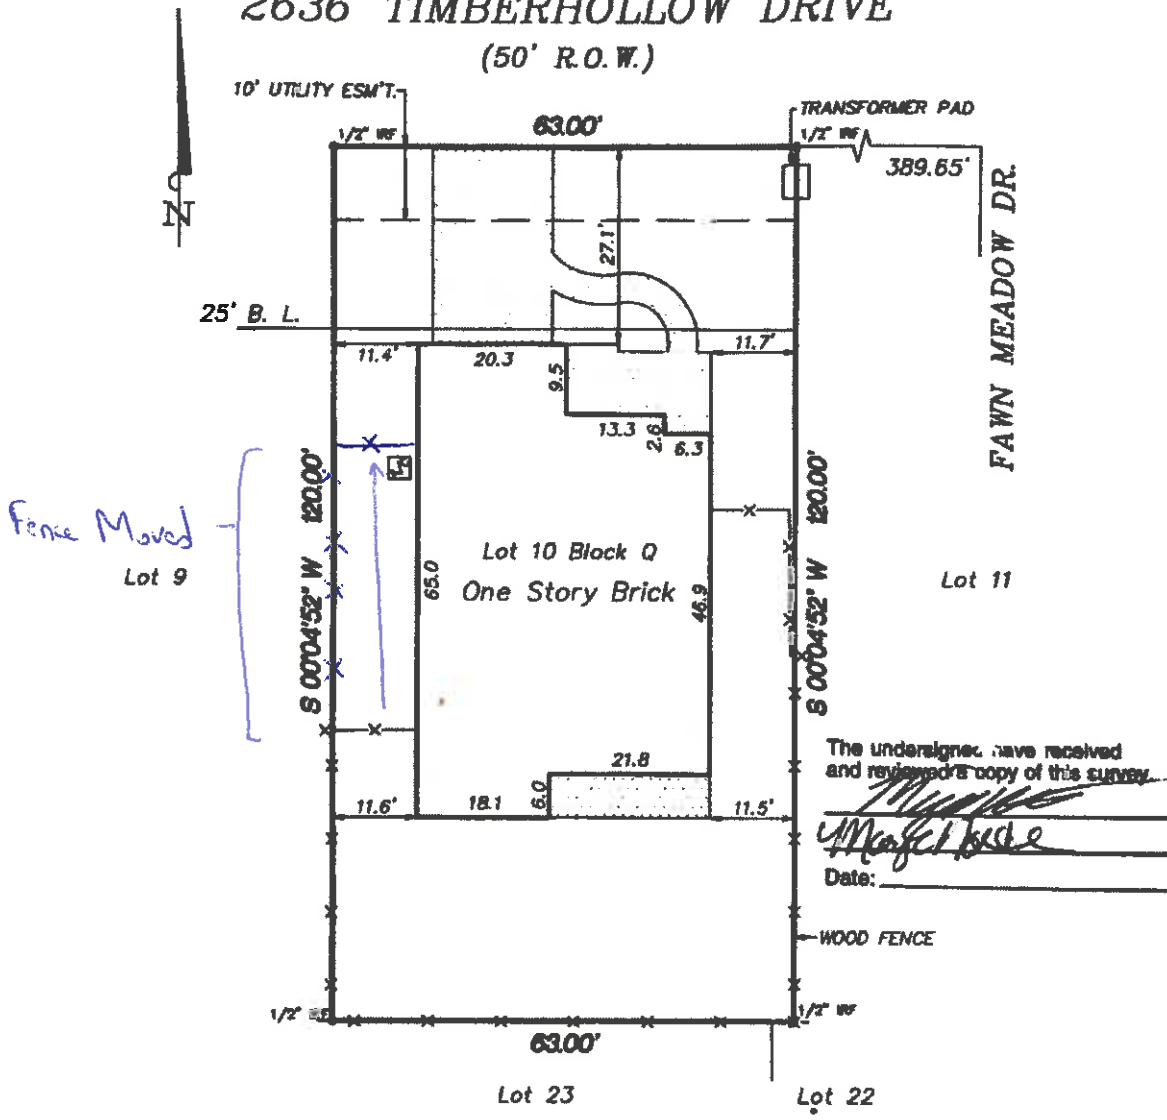 2636 TIMBERHOLLOW DRIVE
(50' R.O.W.)
10' UTILITY ESM'T.
TRANSFORMER PAD
1/2" IRF
63.00'
1/2" IRF
389.65'
N
FAWN MEADOW DR.
27.1'
25' B. L.
11.4'
20.3
11.7'
9.5
13.3
2.6
6.3
S 00°04'52" W 120.00'
Fence Moved
Lot 9
65.0
Lot 10 Block Q
One Story Brick
46.9
S 00°04'52" W 120.00'
Lot 11
21.8
The undersigned have received
and reviewed a copy of this survey
11.6'
18.1
6.0
11.5'
Date:
WOOD FENCE
1/2"
1/2" IRF
63.00'
Lot 23
Lot 22